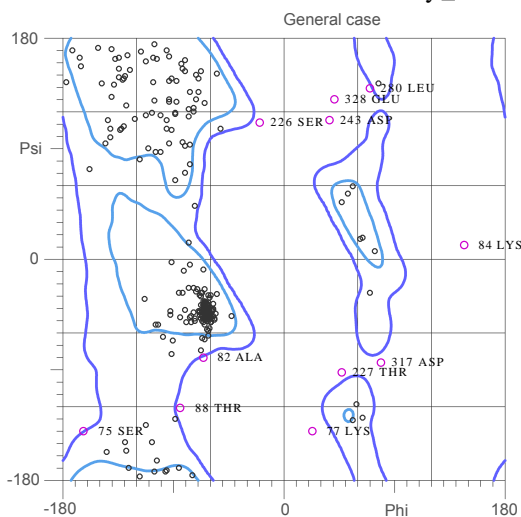 General case
180
280 LEU
328 GLU
226 SER
243 ASP
Psi
84 LYS
0
82 ALA
317 ASP
227 THR
88 THR
75 SER
77 LYS
-180
-180
0
Phi
180